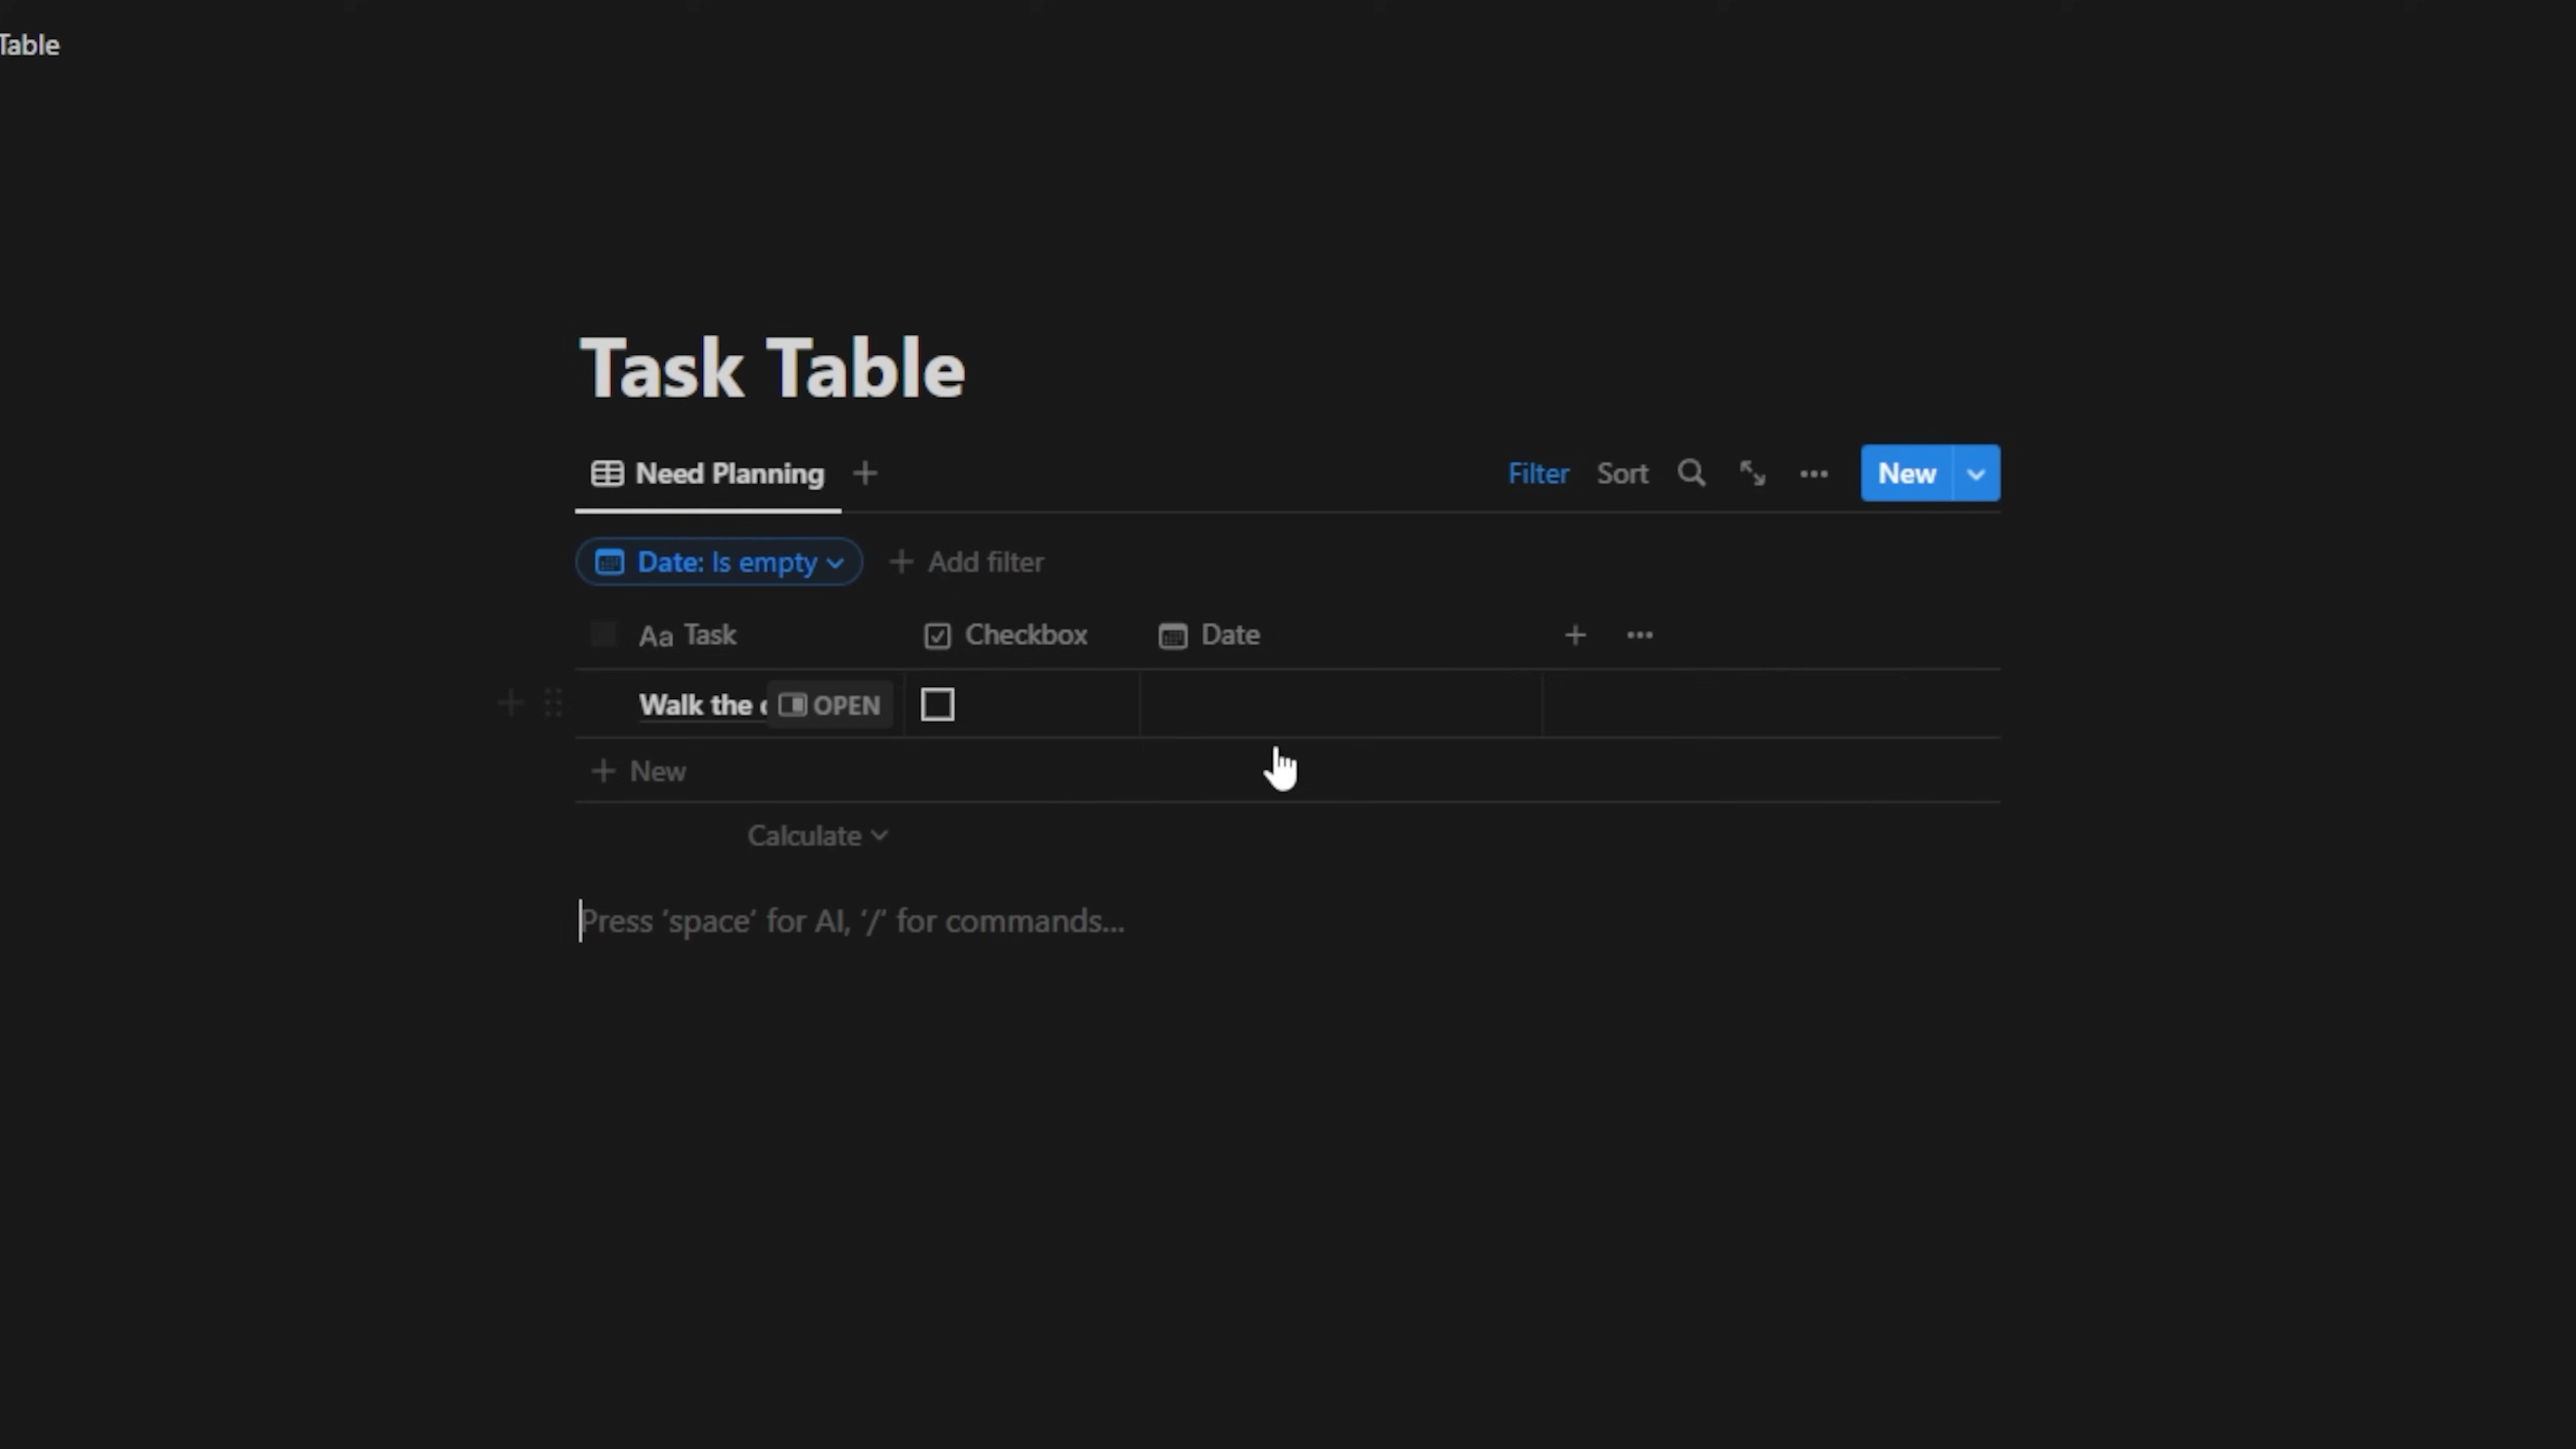 Table
Task Table
Need Planning
Filter Sort New
Date: Is empty Add filter
Aa Task Checkbox Date
Walk the OPEN
New
Calculate
Press ‘space‘ for AI, ‘/‘ for commands...